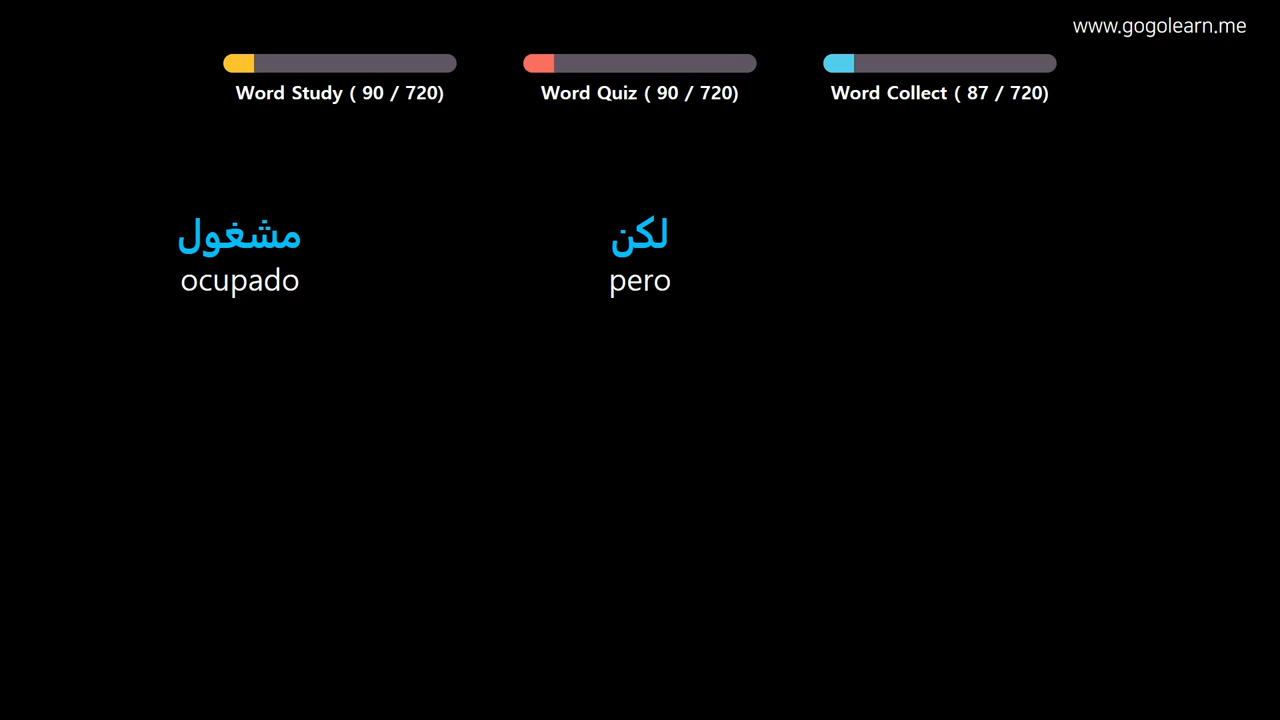 www.gogolearn.me
Word Study ( 90 / 720)
Word Quiz ( 90 / 720)
Word Collect ( 87 / 720)
مشغول
ocupado
لكن
pero